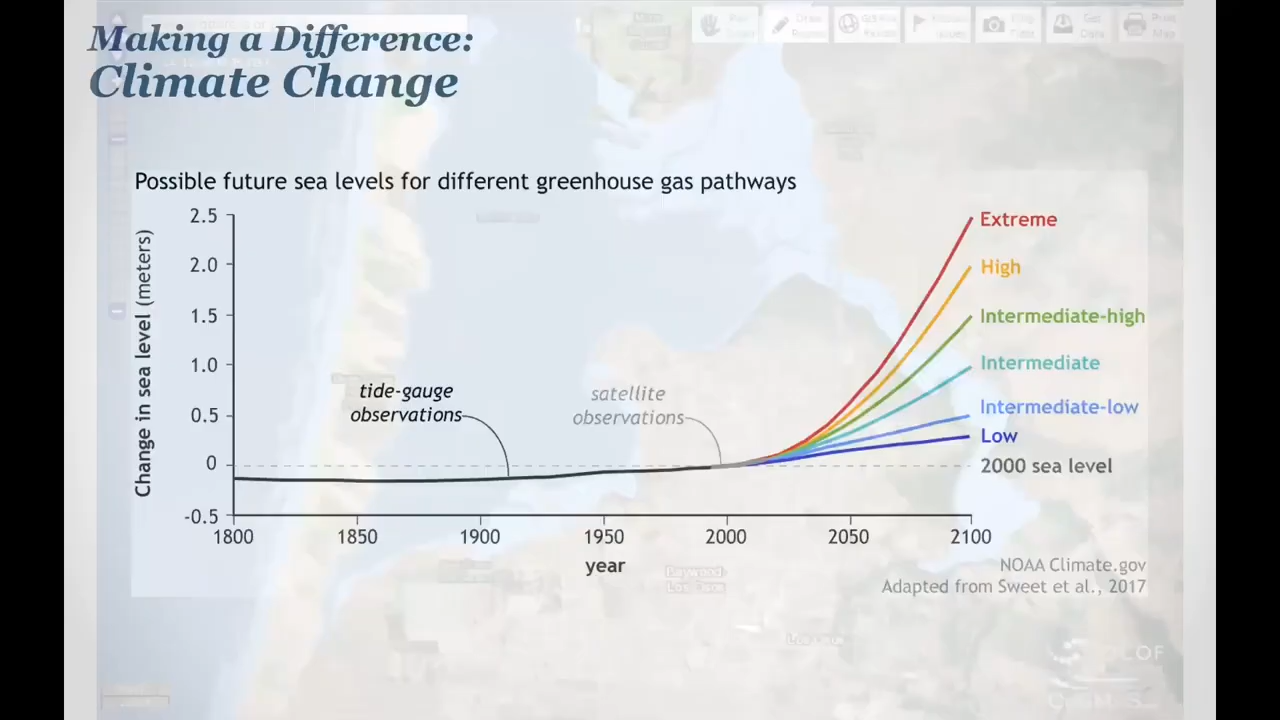 Making a Difference:
Climate Change
Possible future sea levels for different greenhouse gas pathways
Change in sea level (meters)
2.5
2.0
1.5
1.0
0.5
0
-0.5
tide-gauge
observations
satellite
observations
Extreme
High
Intermediate-high
Intermediate
Intermediate-low
Low
2000 sea level
1800
1850
1900
1950
2000
2050
2100
year
NOAA Climate.gov
Adapted from Sweet et al., 2017
Baywood-
Los Osos